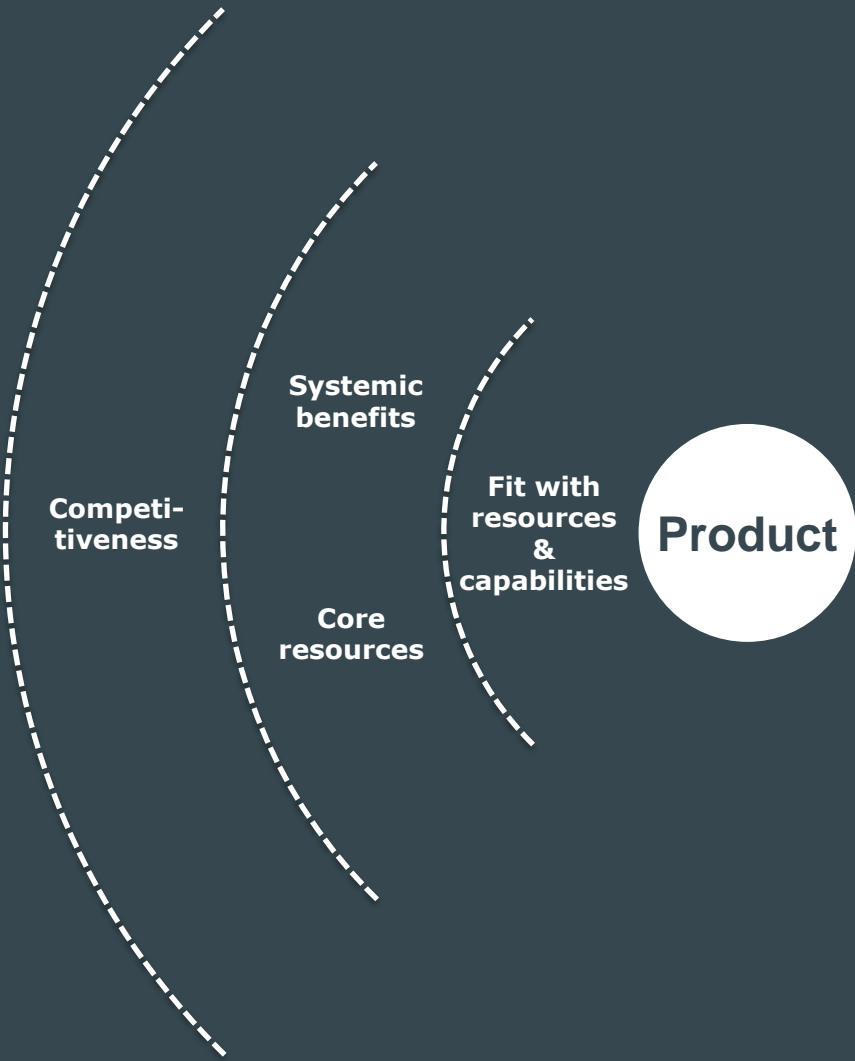 Systemic
benefits
Competi-
tiveness
Fit with
resources
&
capabilities
Product
Core
resources